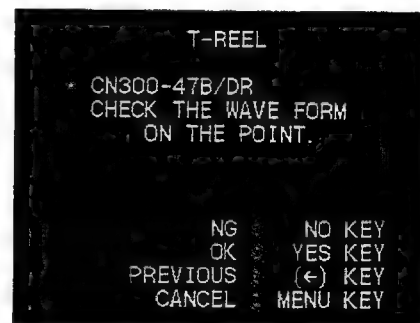 T-REEL
* CN300-47B/DR
CHECK THE WAVE FORM
ON THE POINT.
NG NO KEY
OK YES KEY
PREVIOUS (←) KEY
CANCEL MENU KEY